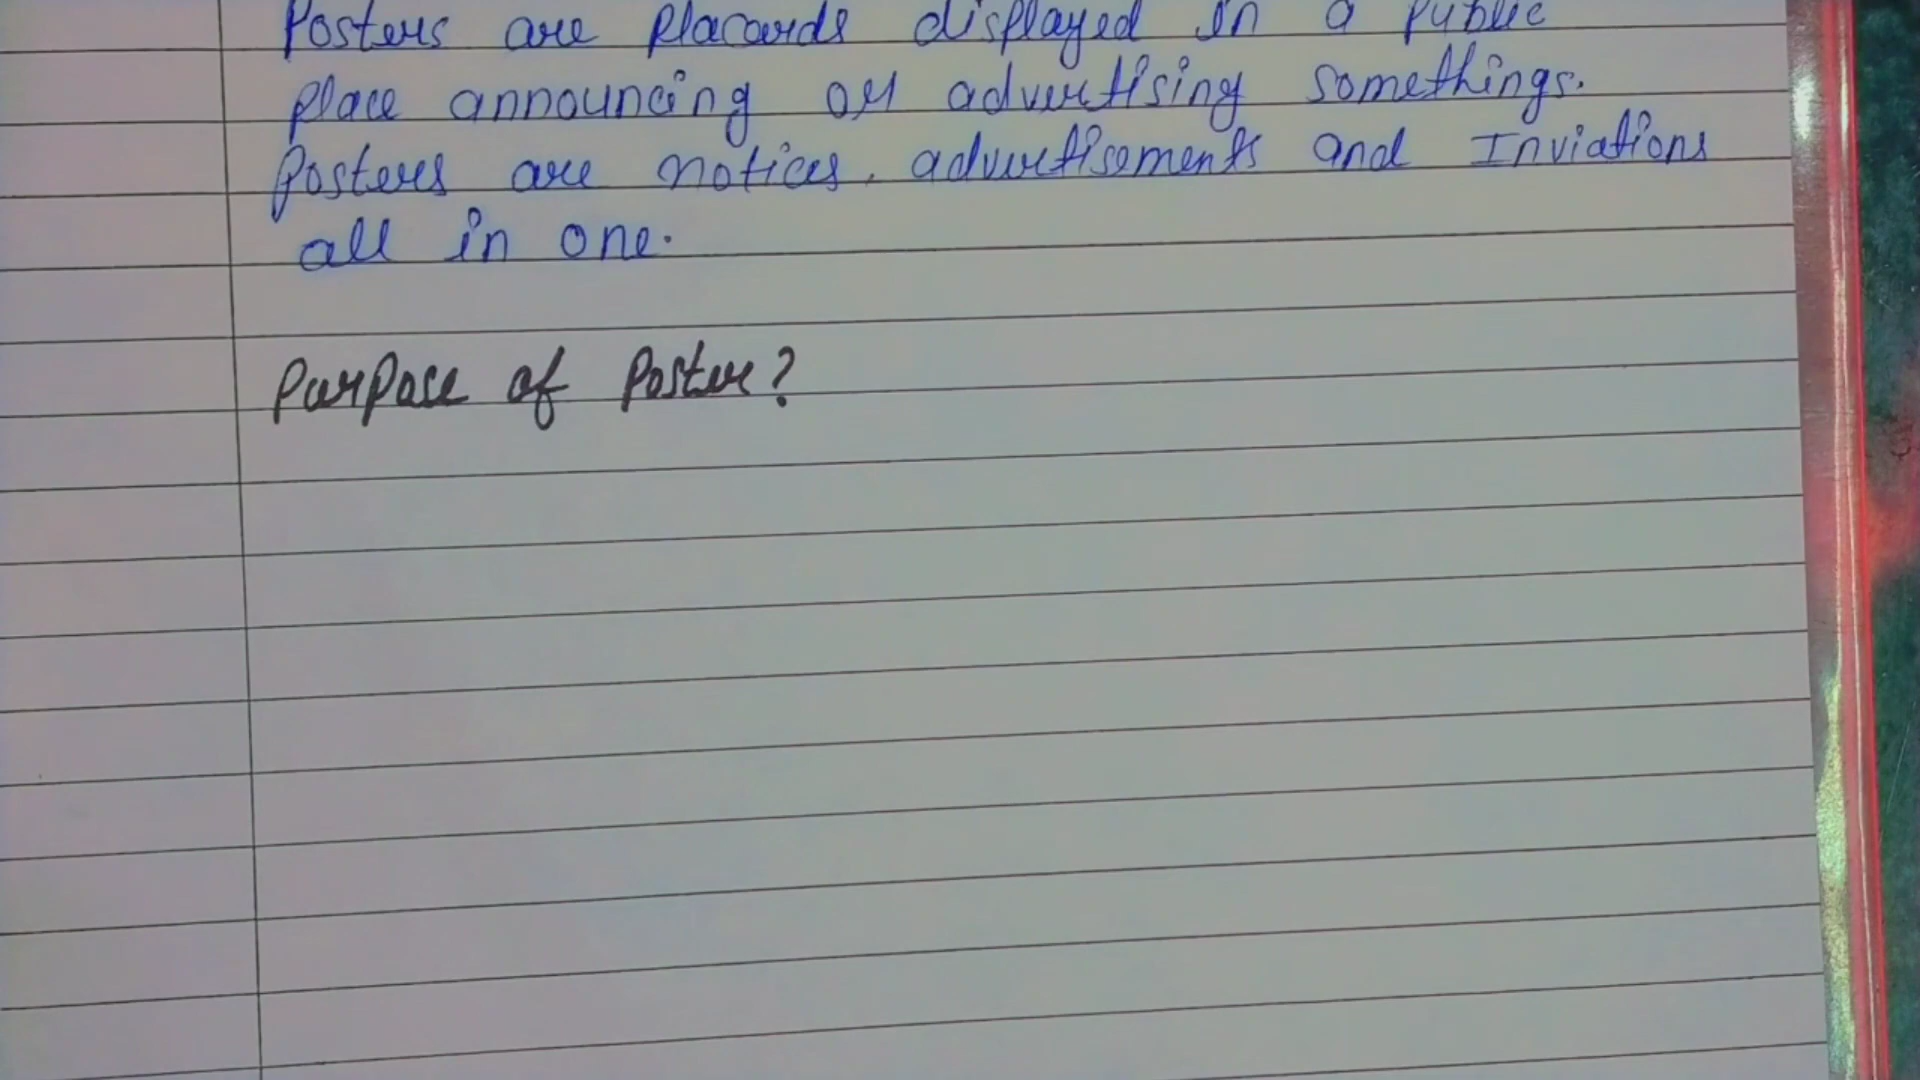 Posters are Placards displayed in a Public
Place announcing or advertising somethings.
Posters are notices, advertisements and Inviations
all in one.
Purpose of Poster?